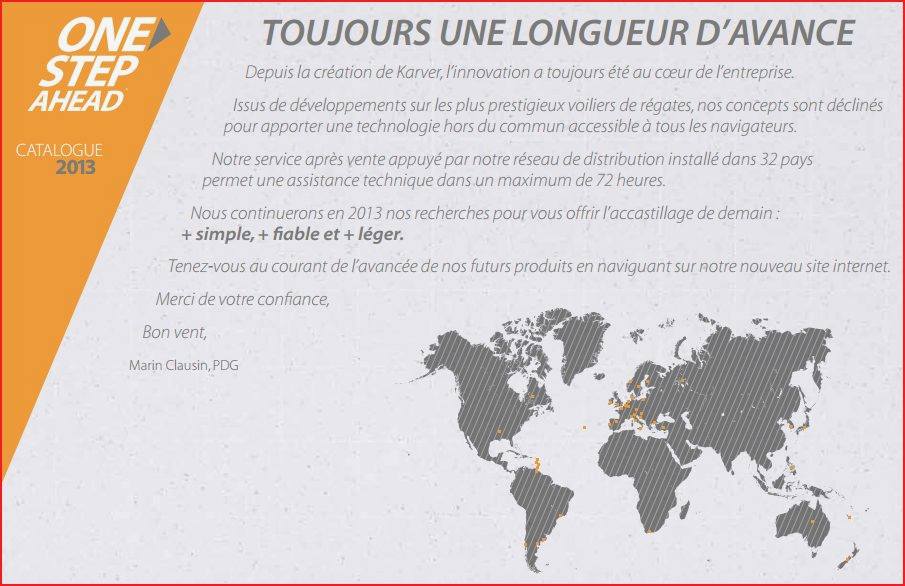 ONE
STEP
AHEAD
CATALOGUE
2013
TOUJOURS UNE LONGUEUR D'AVANCE
Depuis la création de Karver, l'innovation a toujours été au cœur de l'entreprise.
Issus de développements sur les plus prestigieux voiliers de régates, nos concepts sont déclinés
pour apporter une technologie hors du commun accessible à tous les navigateurs.
Notre service après vente appuyé par notre réseau de distribution installé dans 32 pays
permet une assistance technique dans un maximum de 72 heures.
Nous continuerons en 2013 nos recherches pour vous offrir l'accastillage de demain :
+ simple, + fiable et + léger.
Tenez-vous au courant de l'avancée de nos futurs produits en naviguant sur notre nouveau site internet.
Merci de votre confiance,
Bon vent,
Marin Clausin, PDG